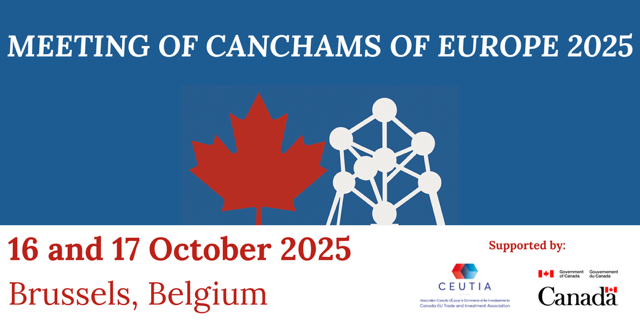 MEETING OF CANCHAMS OF EUROPE 2025
16 and 17 October 2025
Brussels, Belgium
Supported by:
CEUTIA
Canada EU Trade and Investment Association
Government of Canada
Gouvernement du Canada
Canada